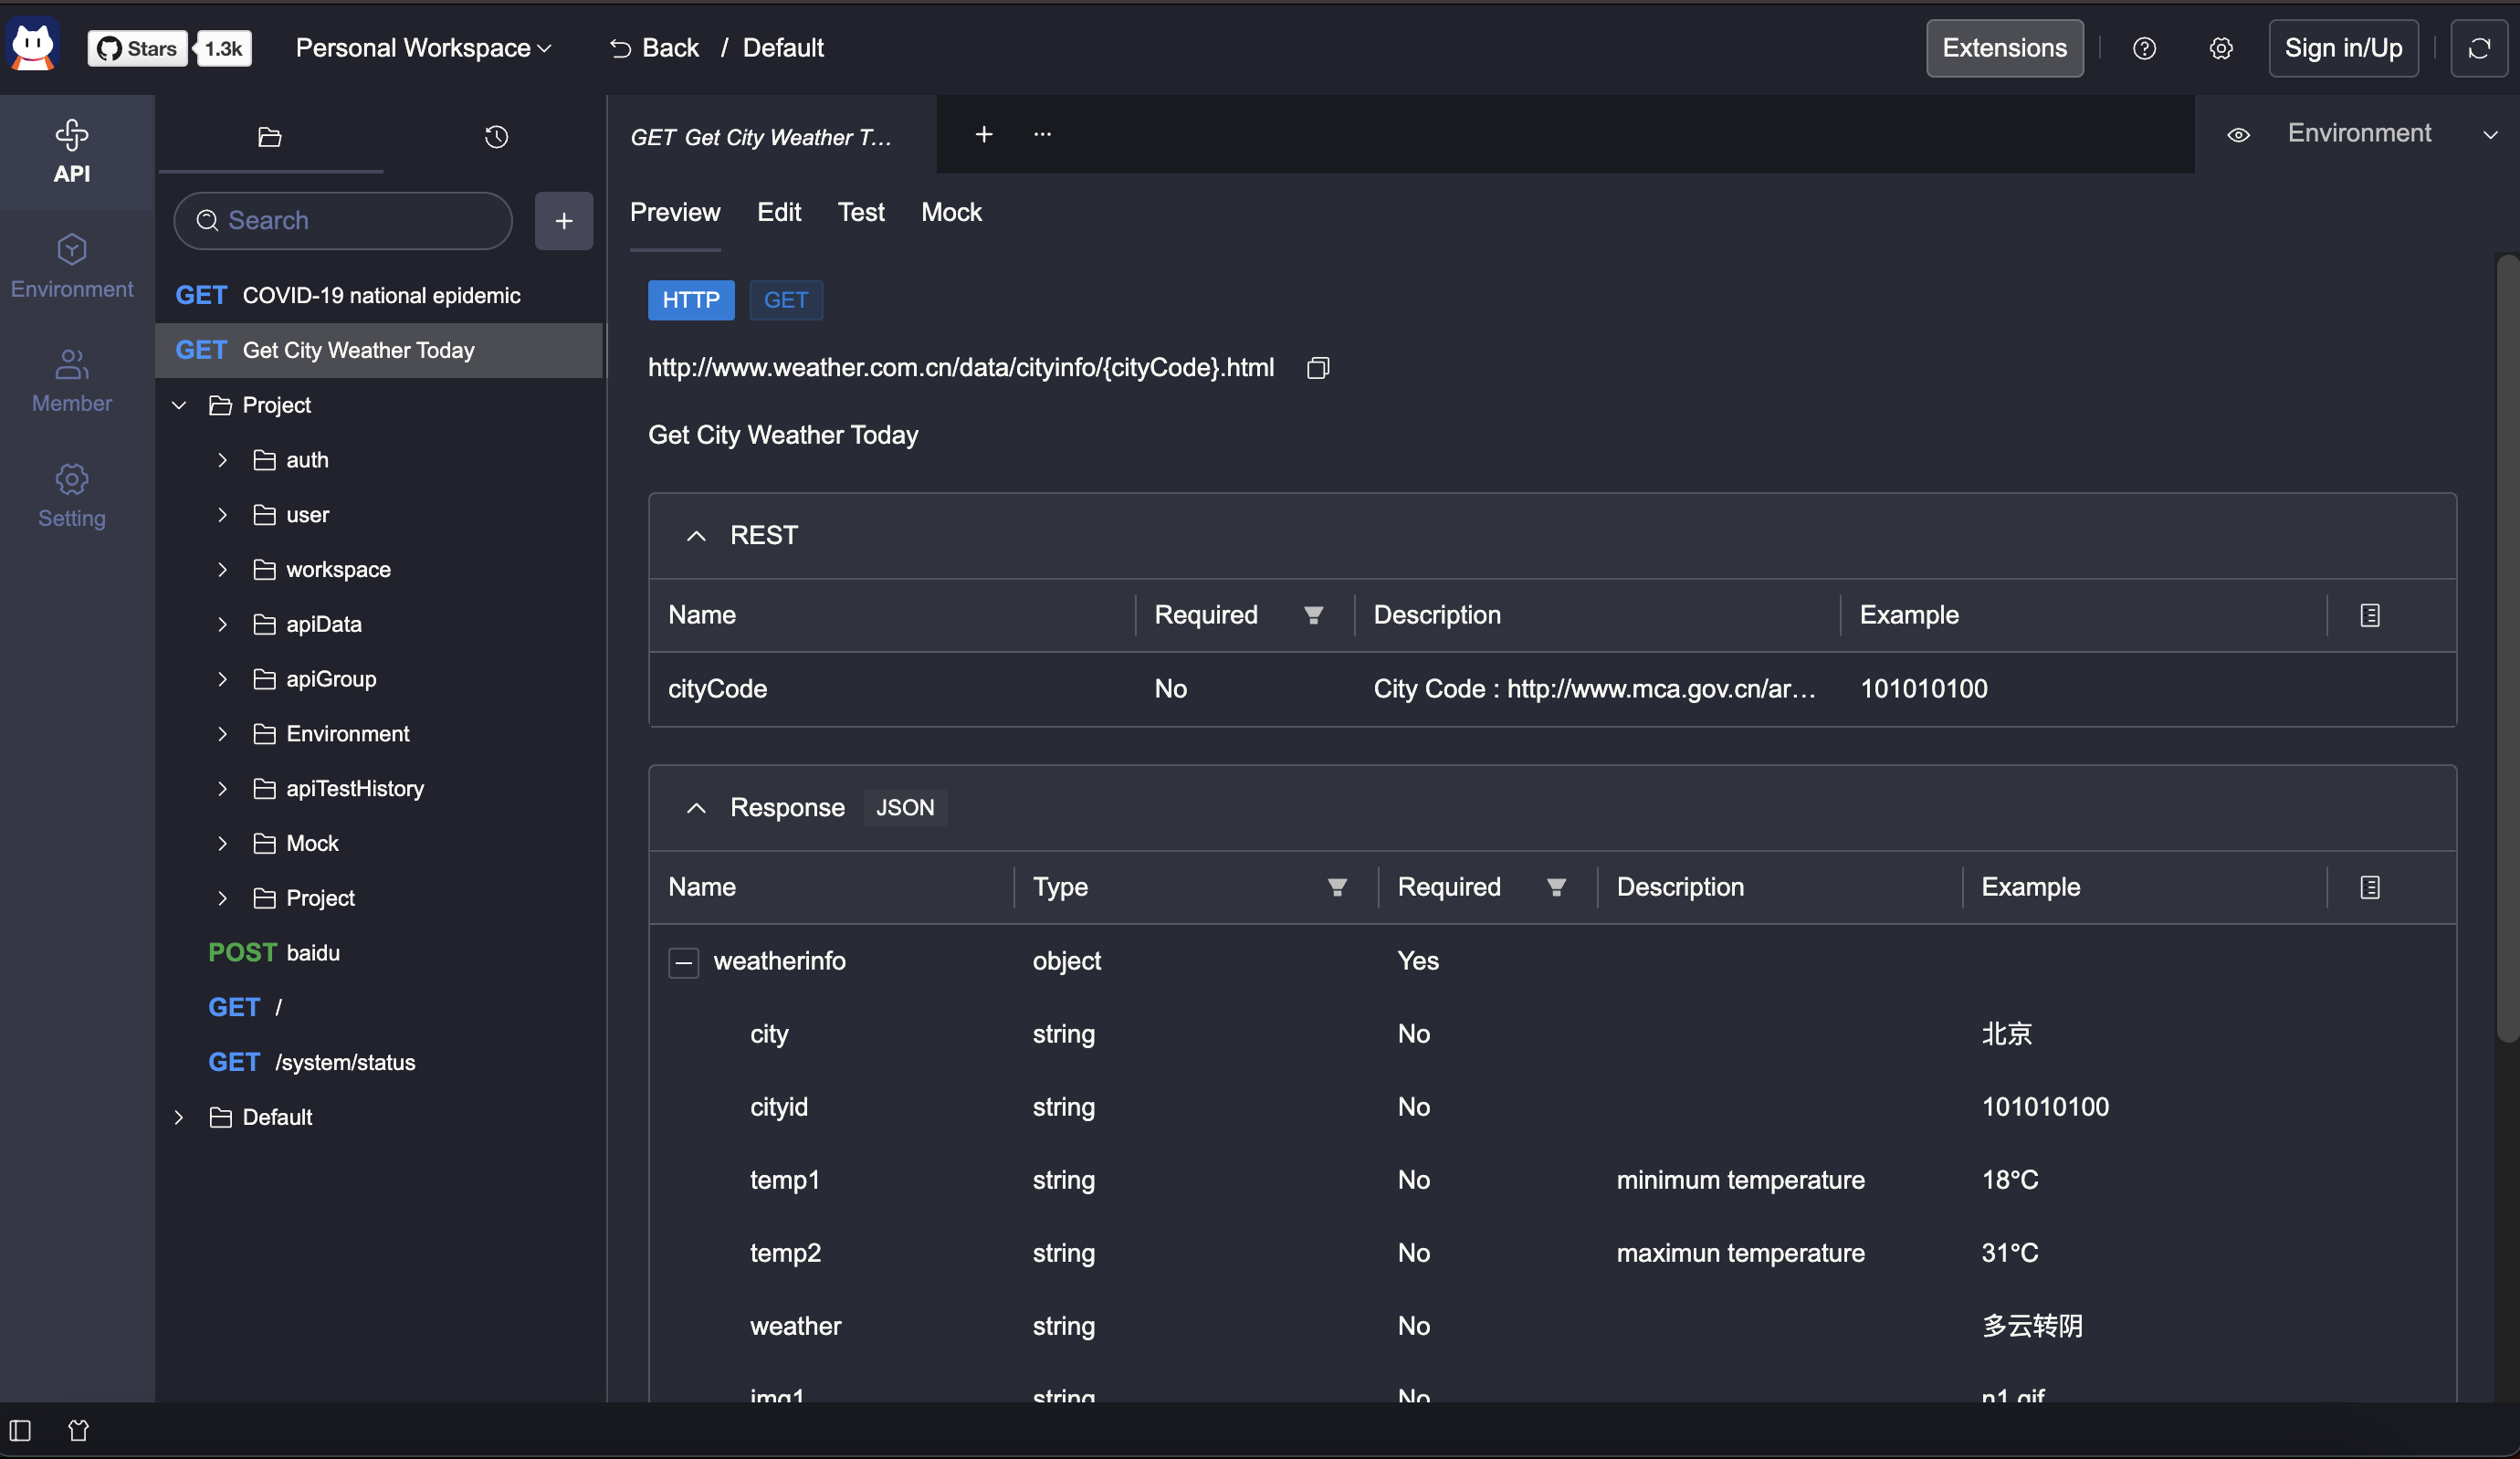 Stars 1.3k Personal Workspace Back / Default Extensions Sign in/Up
API
Environment
Member
Setting
Search
GET COVID-19 national epidemic
GET Get City Weather Today
Project
auth
user
workspace
apiData
apiGroup
Environment
apiTestHistory
Mock
Project
POST baidu
GET /
GET /system/status
Default
GET Get City Weather T... + ... Environment
Preview Edit Test Mock
HTTP GET
http://www.weather.com.cn/data/cityinfo/{cityCode}.html
Get City Weather Today
REST
Name Required Description Example
cityCode No City Code : http://www.mca.gov.cn/ar... 101010100
Response JSON
Name Type Required Description Example
weatherinfo object Yes
city string No 北京
cityid string No 101010100
temp1 string No minimum temperature 18°C
temp2 string No maximun temperature 31°C
weather string No 多云转阴
img1 string No n1.gif